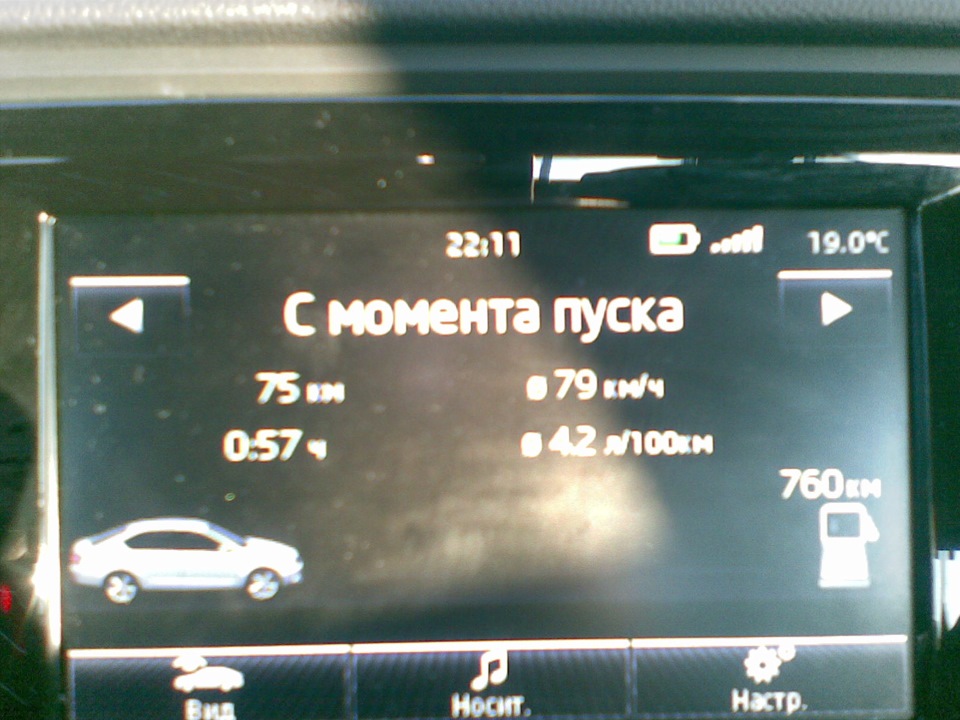 22:11
19.0°C
С момента пуска
75 км
ø 79 км/ч
0:57 ч
ø 4.2 л/100км
760 км
Вид
Носит.
Настр.